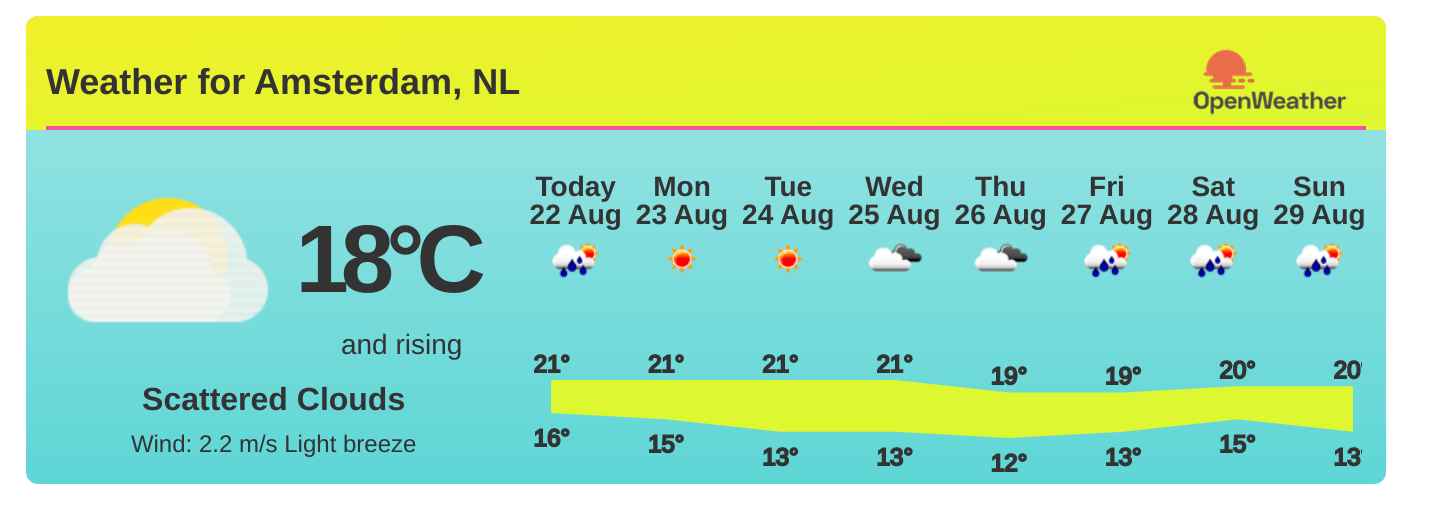 Weather for Amsterdam, NL
OpenWeather
18°C
and rising
Scattered Clouds
Wind: 2.2 m/s Light breeze
Today Mon Tue Wed Thu Fri Sat Sun
22 Aug 23 Aug 24 Aug 25 Aug 26 Aug 27 Aug 28 Aug 29 Aug
21° 21° 21° 21° 19° 19° 20° 20
16° 15° 13° 13° 12° 13° 15° 13